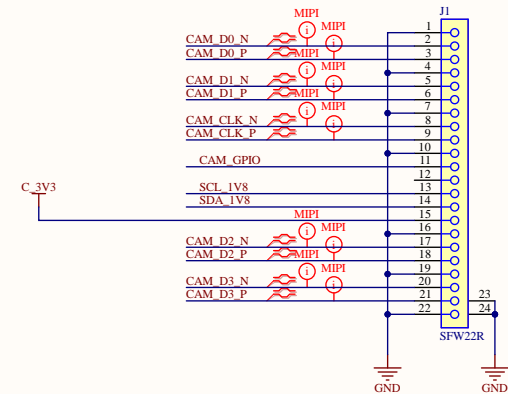 J1
MIPI
1
CAM_D0_N
i
2
CAM_D0_P
i
MIPI
3
4
CAM_D1_N
i
5
CAM_D1_P
i
MIPI
6
7
CAM_CLK_N
i
8
CAM_CLK_P
i
9
10
CAM_GPIO
11
12
C_3V3
SCL_1V8
13
SDA_1V8
14
MIPI
15
16
CAM_D2_N
i
17
CAM_D2_P
i
MIPI
18
19
CAM_D3_N
i
20
CAM_D3_P
i
21
23
22
24
SFW22R
GND
GND
MIPI
MIPI
MIPI
MIPI
MIPI